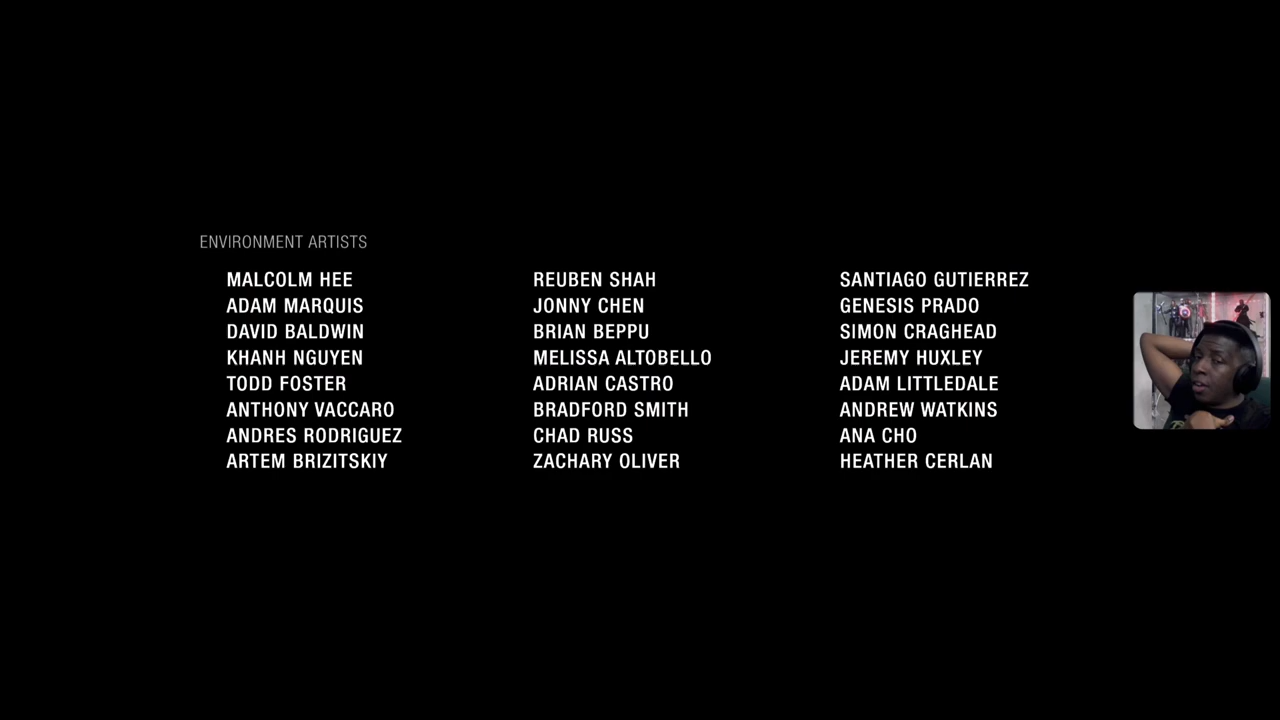 ENVIRONMENT ARTISTS
MALCOLM HEE
ADAM MARQUIS
DAVID BALDWIN
KHANH NGUYEN
TODD FOSTER
ANTHONY VACCARO
ANDRES RODRIGUEZ
ARTEM BRIZITSKIY
REUBEN SHAH
JONNY CHEN
BRIAN BEPPU
MELISSA ALTOBELLO
ADRIAN CASTRO
BRADFORD SMITH
CHAD RUSS
ZACHARY OLIVER
SANTIAGO GUTIERREZ
GENESIS PRADO
SIMON CRAGHEAD
JEREMY HUXLEY
ADAM LITTLEDALE
ANDREW WATKINS
ANA CHO
HEATHER CERLAN